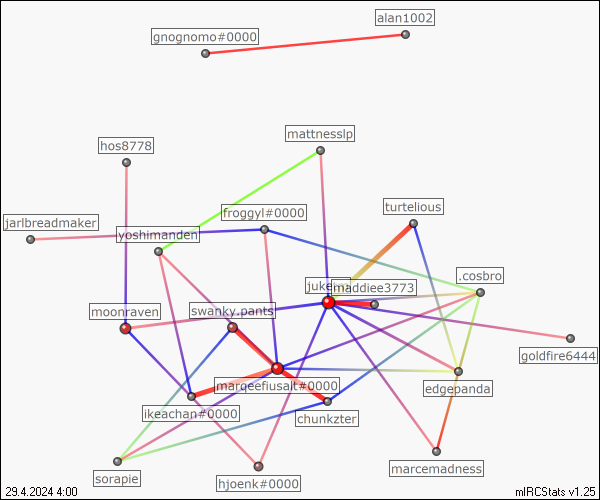 alan1002
gnognomo#0000
mattnesslp
hos8778
turtelious
froggyl#0000
jarlbreadmaker
yoshimanden
.cosbro
maddiee3773
moonraven
swanky.pants
goldfire6444
marqeefiusalt#0000
edgepanda
ikeachan#0000
chunkzter
marcemadness
sorapie
hjoenk#0000
29.4.2024 4:00
mIRCStats v1.25